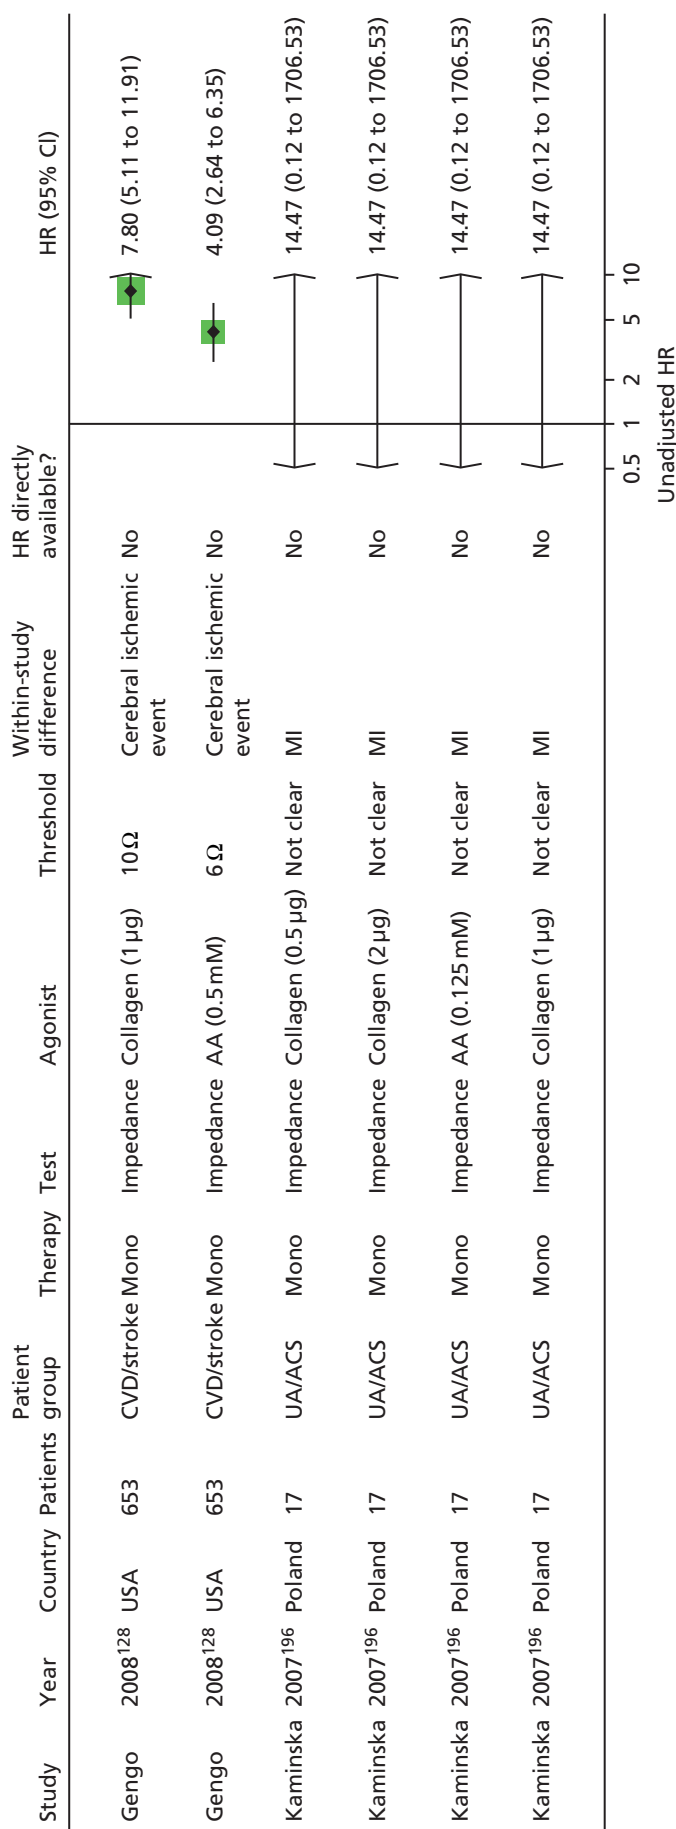 Study Year Country Patients Patient group Therapy Test Agonist Threshold Within-study difference HR directly available? HR (95% CI)
Gengo 2008¹²⁸ USA 653 CVD/stroke Mono Impedance Collagen (1 µg) 10 Ω Cerebral ischemic event No 7.80 (5.11 to 11.91)
Gengo 2008¹²⁸ USA 653 CVD/stroke Mono Impedance AA (0.5 mM) 6 Ω Cerebral ischemic event No 4.09 (2.64 to 6.35)
Kaminska 2007¹⁹⁶ Poland 17 UA/ACS Mono Impedance Collagen (0.5 µg) Not clear MI No 14.47 (0.12 to 1706.53)
Kaminska 2007¹⁹⁶ Poland 17 UA/ACS Mono Impedance Collagen (2 µg) Not clear MI No 14.47 (0.12 to 1706.53)
Kaminska 2007¹⁹⁶ Poland 17 UA/ACS Mono Impedance AA (0.125 mM) Not clear MI No 14.47 (0.12 to 1706.53)
Kaminska 2007¹⁹⁶ Poland 17 UA/ACS Mono Impedance Collagen (1 µg) Not clear MI No 14.47 (0.12 to 1706.53)
0.5 1 2 5 10
Unadjusted HR